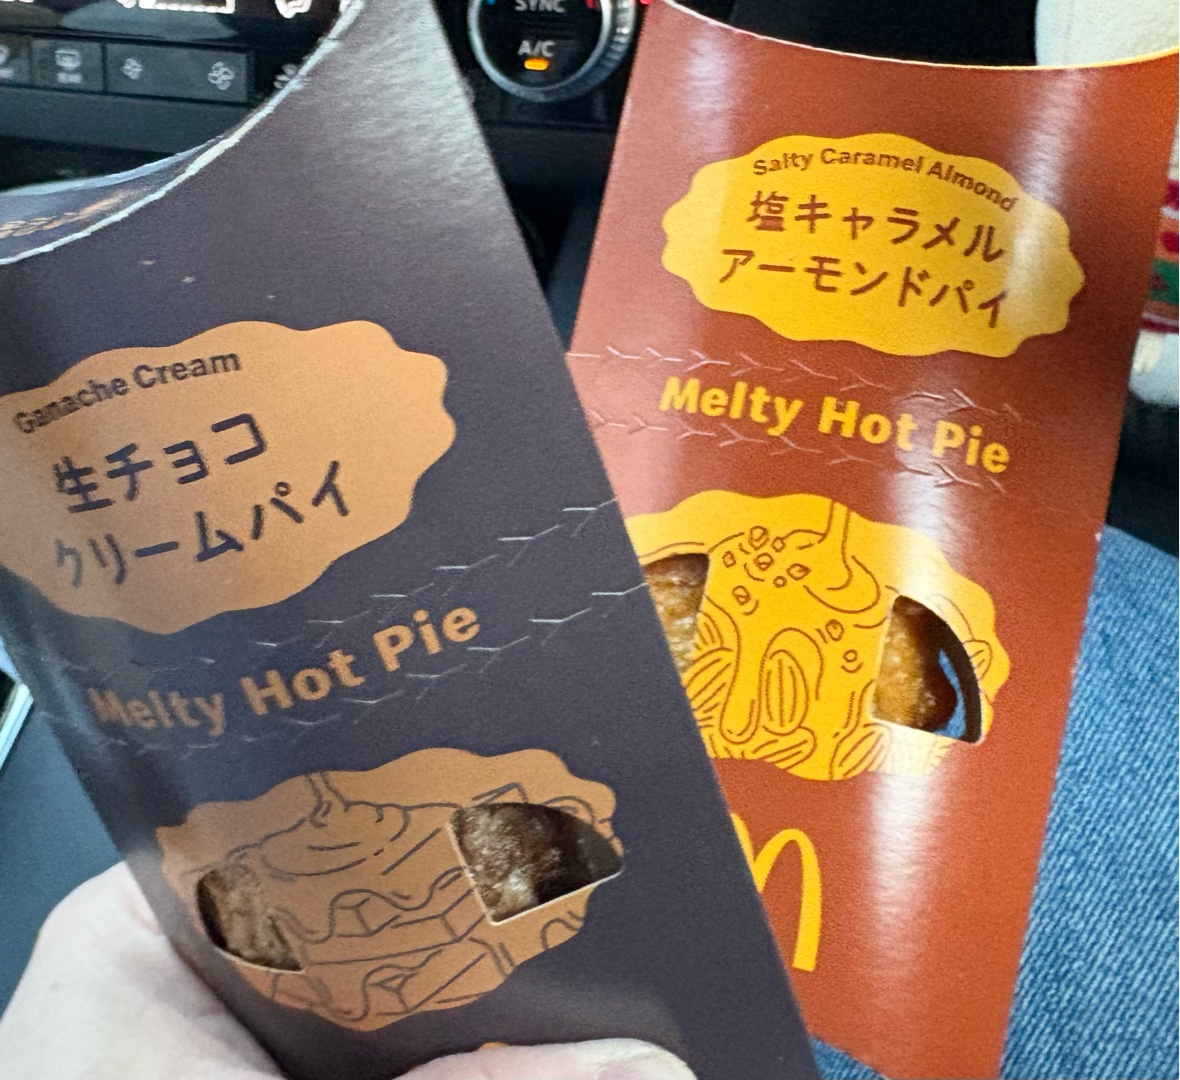 SYNC
A/C
Ganache Cream
生チョコ
クリームパイ
Melty Hot Pie
Salty Caramel Almond
塩キャラメル
アーモンドパイ
Melty Hot Pie